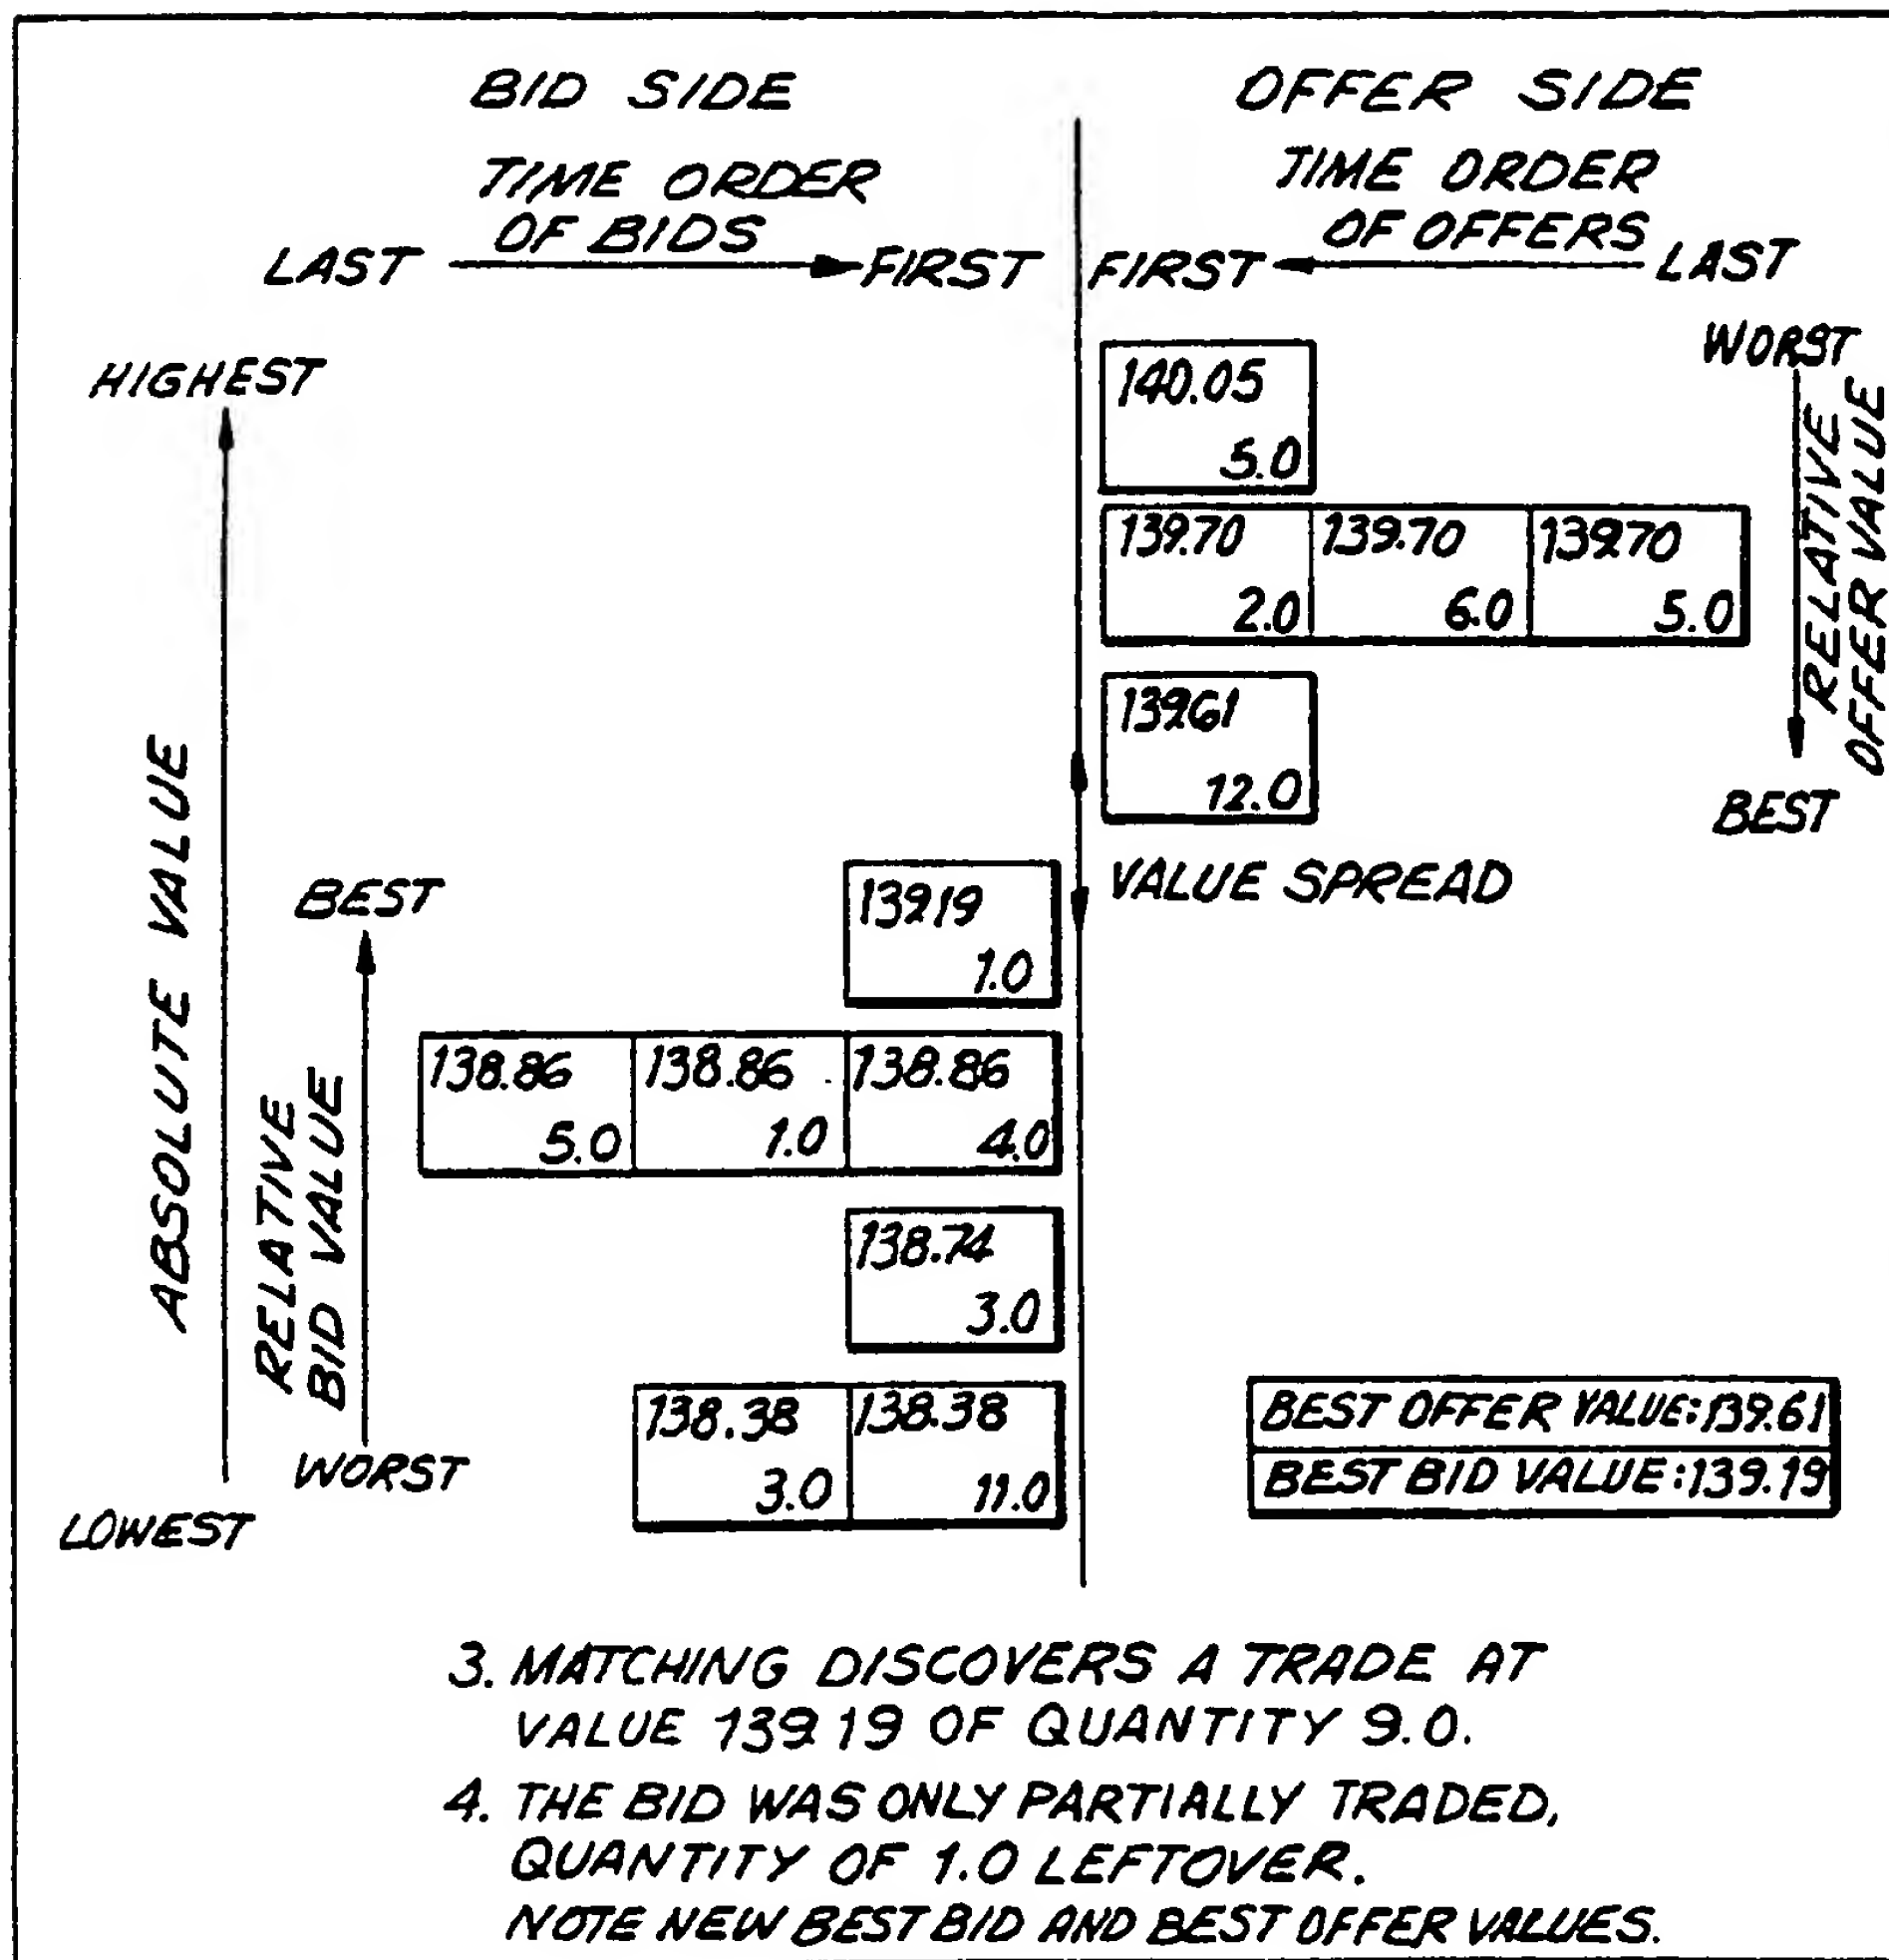 BID SIDE
TIME ORDER
OF BIDS
LAST
FIRST
OFFER SIDE
TIME ORDER
OF OFFERS
FIRST
LAST
HIGHEST
ABSOLUTE VALUE
LOWEST
WORST
RELATIVE
OFFER VALUE
BEST
140.05
5.0
139.70 139.70 139.70
2.0 6.0 5.0
139.61
12.0
VALUE SPREAD
BEST
RELATIVE
BID VALUE
WORST
139.19
1.0
138.86 138.86 138.86
5.0 1.0 4.0
138.74
3.0
138.38 138.38
3.0 11.0
BEST OFFER VALUE:139.61
BEST BID VALUE:139.19
3. MATCHING DISCOVERS A TRADE AT
VALUE 139.19 OF QUANTITY 9.0.
4. THE BID WAS ONLY PARTIALLY TRADED,
QUANTITY OF 1.0 LEFTOVER.
NOTE NEW BEST BID AND BEST OFFER VALUES.